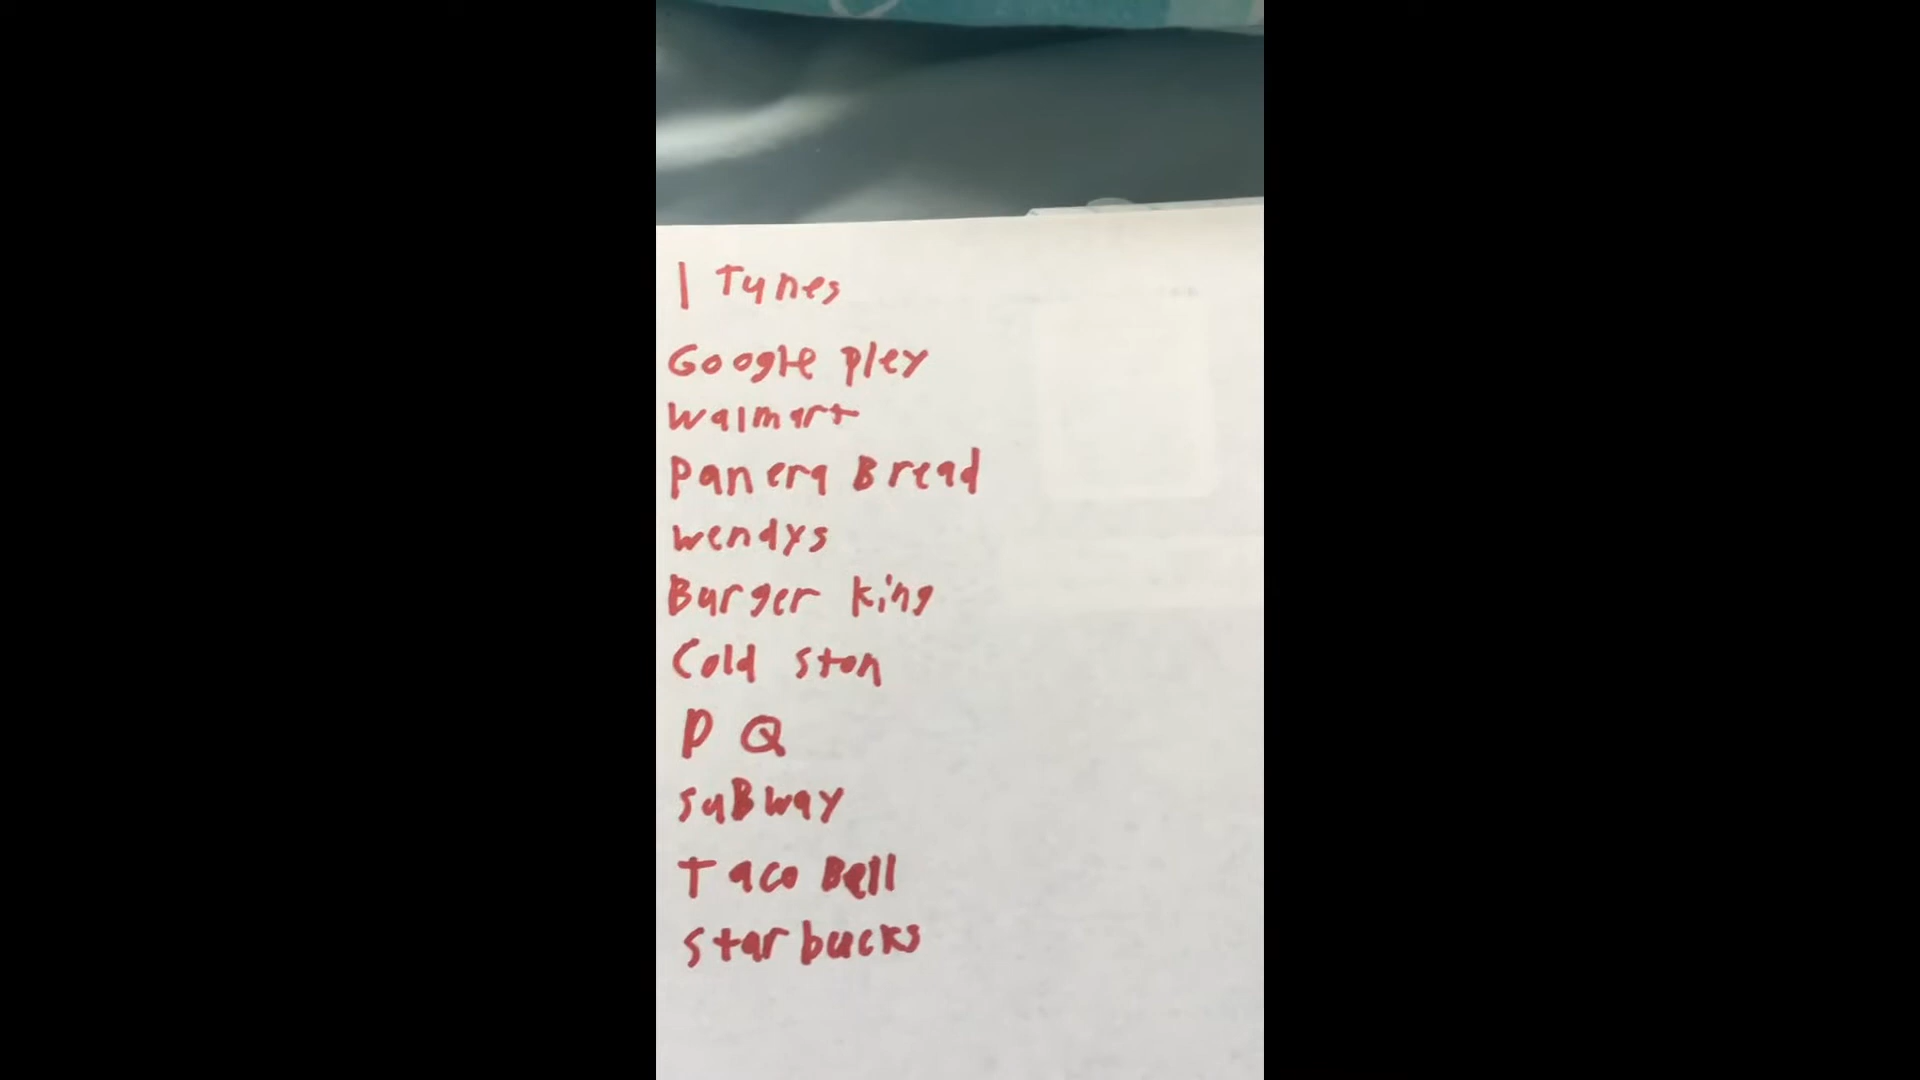 I Tunes
Google pley
walmart
Panera Bread
wendys
Burger king
Cold ston
D Q
suBway
Taco Bell
starbucks